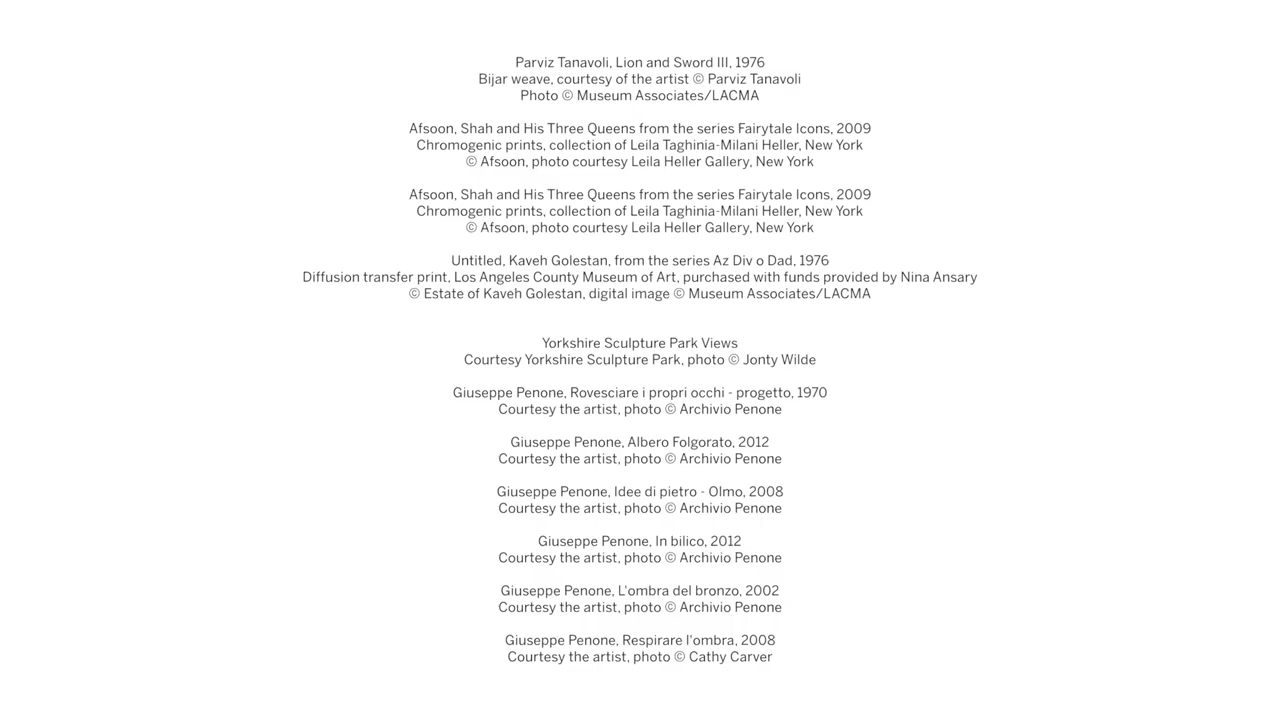 Parviz Tanavoli, Lion and Sword III, 1976
Bijar weave, courtesy of the artist © Parviz Tanavoli
Photo © Museum Associates/LACMA
Afsoon, Shah and His Three Queens from the series Fairytale Icons, 2009
Chromogenic prints, collection of Leila Taghinia-Milani Heller, New York
© Afsoon, photo courtesy Leila Heller Gallery, New York
Afsoon, Shah and His Three Queens from the series Fairytale Icons, 2009
Chromogenic prints, collection of Leila Taghinia-Milani Heller, New York
© Afsoon, photo courtesy Leila Heller Gallery, New York
Untitled, Kaveh Golestan, from the series Az Div o Dad, 1976
Diffusion transfer print, Los Angeles County Museum of Art, purchased with funds provided by Nina Ansary
© Estate of Kaveh Golestan, digital image © Museum Associates/LACMA
Yorkshire Sculpture Park Views
Courtesy Yorkshire Sculpture Park, photo © Jonty Wilde
Giuseppe Penone, Rovesciare i propri occhi - progetto, 1970
Courtesy the artist, photo © Archivio Penone
Giuseppe Penone, Albero Folgorato, 2012
Courtesy the artist, photo © Archivio Penone
Giuseppe Penone, Idee di pietro - Olmo, 2008
Courtesy the artist, photo © Archivio Penone
Giuseppe Penone, In bilico, 2012
Courtesy the artist, photo © Archivio Penone
Giuseppe Penone, L'ombra del bronzo, 2002
Courtesy the artist, photo © Archivio Penone
Giuseppe Penone, Respirare l'ombra, 2008
Courtesy the artist, photo © Cathy Carver